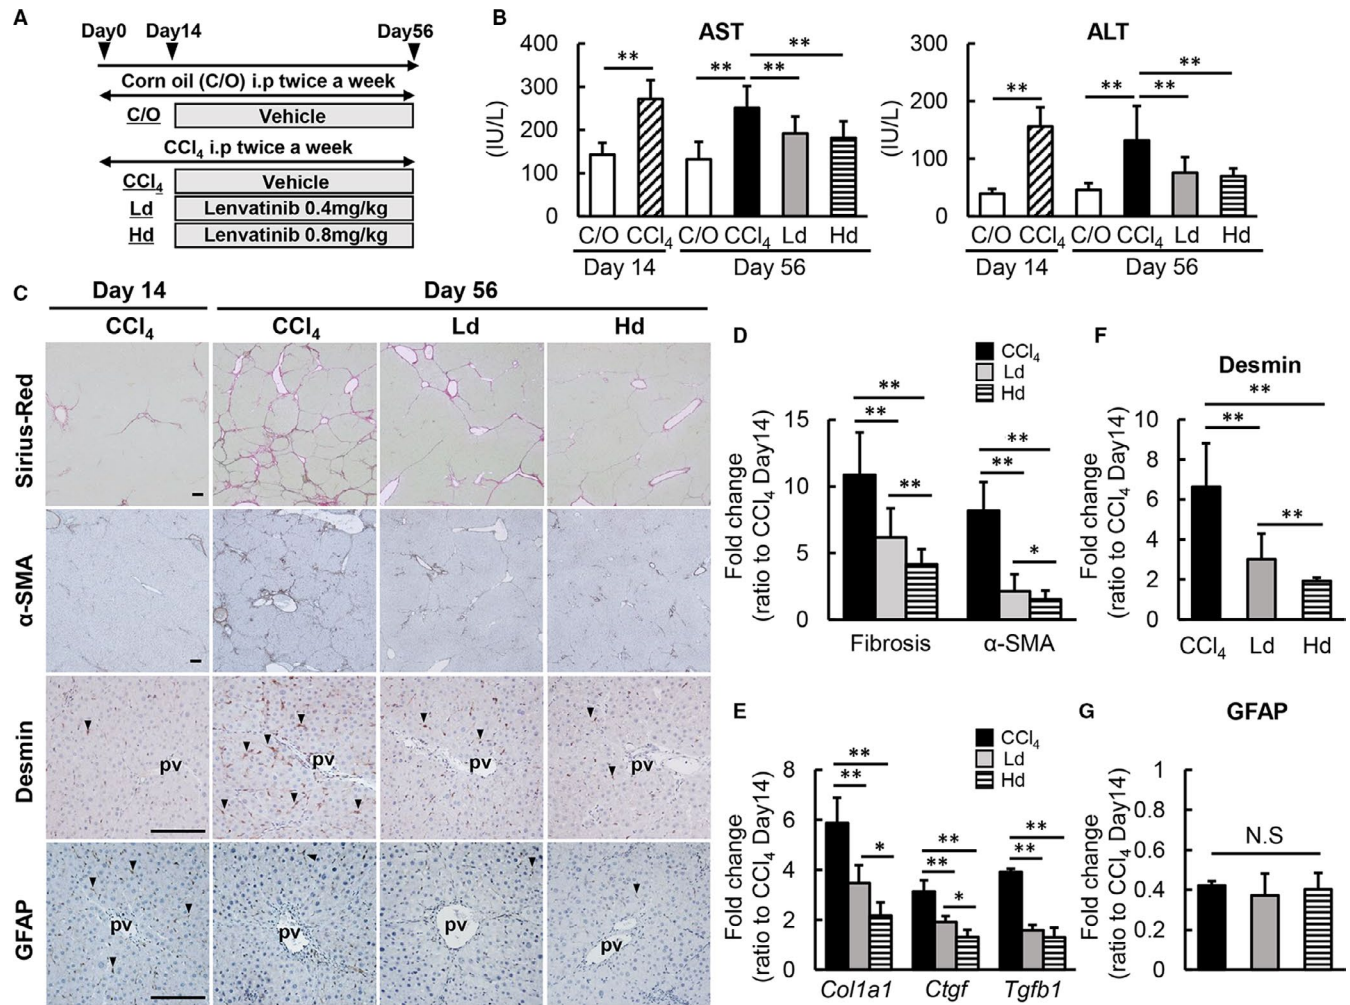 A
Day0 Day14 Day56
Corn oil (C/O) i.p twice a week
C/O Vehicle
CCl₄ i.p twice a week
CCl₄ Vehicle
Ld Lenvatinib 0.4mg/kg
Hd Lenvatinib 0.8mg/kg
B
AST
(IU/L)
400
300
200
100
0
** ** ** **
C/O CCl₄ C/O CCl₄ Ld Hd
Day 14 Day 56
ALT
(IU/L)
300
200
100
0
** ** ** **
C/O CCl₄ C/O CCl₄ Ld Hd
Day 14 Day 56
C
Day 14 Day 56
CCl₄ CCl₄ Ld Hd
Sirius-Red
α-SMA
Desmin
pv pv pv pv
GFAP
pv pv pv pv
D
CCl₄
Ld
Hd
Fold change
(ratio to CCl₄ Day14)
15
10
5
0
**
**
**
**
**
*
Fibrosis α-SMA
F
Desmin
Fold change
(ratio to CCl₄ Day14)
10
8
6
4
2
0
**
**
**
CCl₄ Ld Hd
E
CCl₄
Ld
Hd
Fold change
(ratio to CCl₄ Day14)
8
6
4
2
0
**
**
*
**
**
*
**
**
Col1a1 Ctgf Tgfb1
G
GFAP
Fold change
(ratio to CCl₄ Day14)
1
0.8
0.6
0.4
0.2
0
N.S